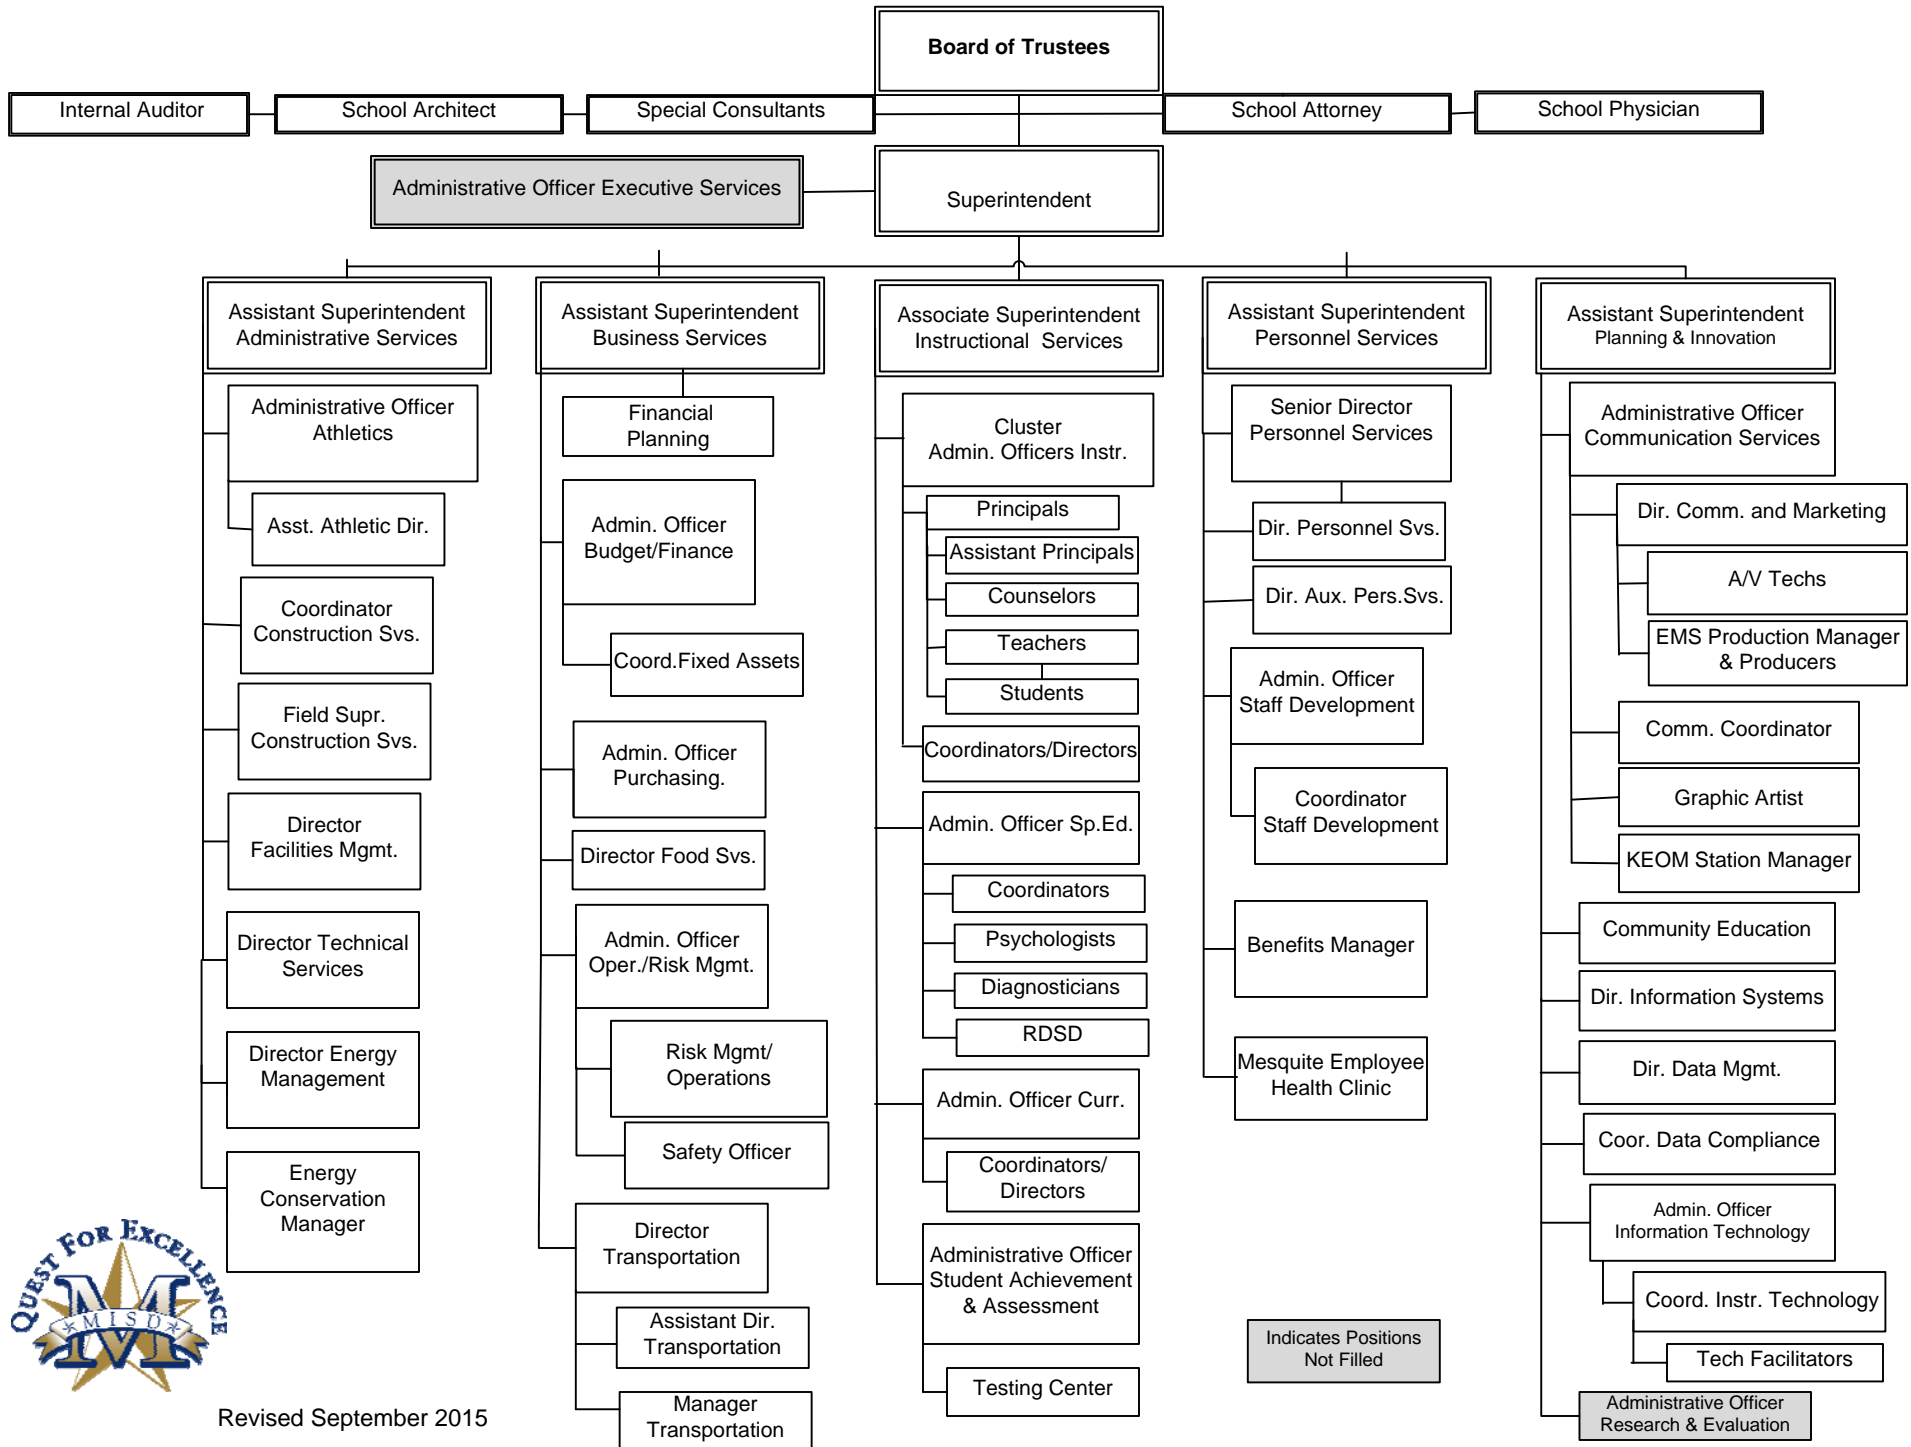 Board of Trustees
Internal Auditor
School Architect
Special Consultants
School Attorney
School Physician
Administrative Officer Executive Services
Superintendent
Assistant Superintendent
Administrative Services
Administrative Officer
Athletics
Asst. Athletic Dir.
Coordinator
Construction Svs.
Field Supr.
Construction Svs.
Director
Facilities Mgmt.
Director Technical
Services
Director Energy
Management
Energy
Conservation
Manager
Assistant Superintendent
Business Services
Financial
Planning
Admin. Officer
Budget/Finance
Coord.Fixed Assets
Admin. Officer
Purchasing.
Director Food Svs.
Admin. Officer
Oper./Risk Mgmt.
Risk Mgmt/
Operations
Safety Officer
Director
Transportation
Assistant Dir.
Transportation
Manager
Transportation
Associate Superintendent
Instructional Services
Cluster
Admin. Officers Instr.
Principals
Assistant Principals
Counselors
Teachers
Students
Coordinators/Directors
Admin. Officer Sp.Ed.
Coordinators
Psychologists
Diagnosticians
RDSD
Admin. Officer Curr.
Coordinators/
Directors
Administrative Officer
Student Achievement
& Assessment
Testing Center
Assistant Superintendent
Personnel Services
Senior Director
Personnel Services
Dir. Personnel Svs.
Dir. Aux. Pers.Svs.
Admin. Officer
Staff Development
Coordinator
Staff Development
Benefits Manager
Mesquite Employee
Health Clinic
Assistant Superintendent
Planning & Innovation
Administrative Officer
Communication Services
Dir. Comm. and Marketing
A/V Techs
EMS Production Manager
& Producers
Comm. Coordinator
Graphic Artist
KEOM Station Manager
Community Education
Dir. Information Systems
Dir. Data Mgmt.
Coor. Data Compliance
Admin. Officer
Information Technology
Coord. Instr. Technology
Tech Facilitators
Administrative Officer
Research & Evaluation
Indicates Positions
Not Filled
QUEST FOR EXCELLENCE
M
MISD
Revised September 2015